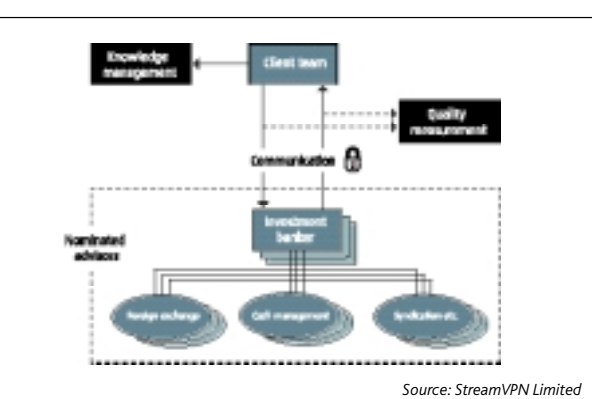 Knowledge
management
Client team
Quality
measurement
Communication
Investment
banker
Nominated
advisors
Foreign exchange
Cash management
Syndication etc.
Source: StreamVPN Limited